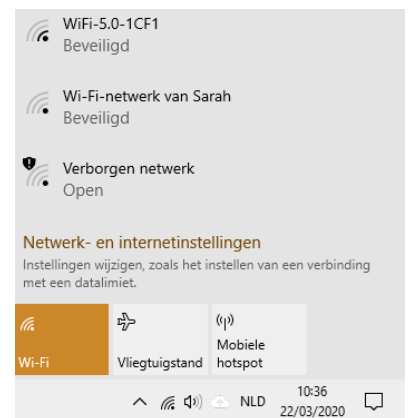 WiFi-5.0-1CF1
Beveiligd
Wi-Fi-netwerk van Sarah
Beveiligd
Verborgen netwerk
Open
Netwerk- en internetinstellingen
Instellingen wijzigen, zoals het instellen van een verbinding
met een datalimiet.
Wi-Fi
Vliegtuigstand
Mobiele
hotspot
NLD
10:36
22/03/2020